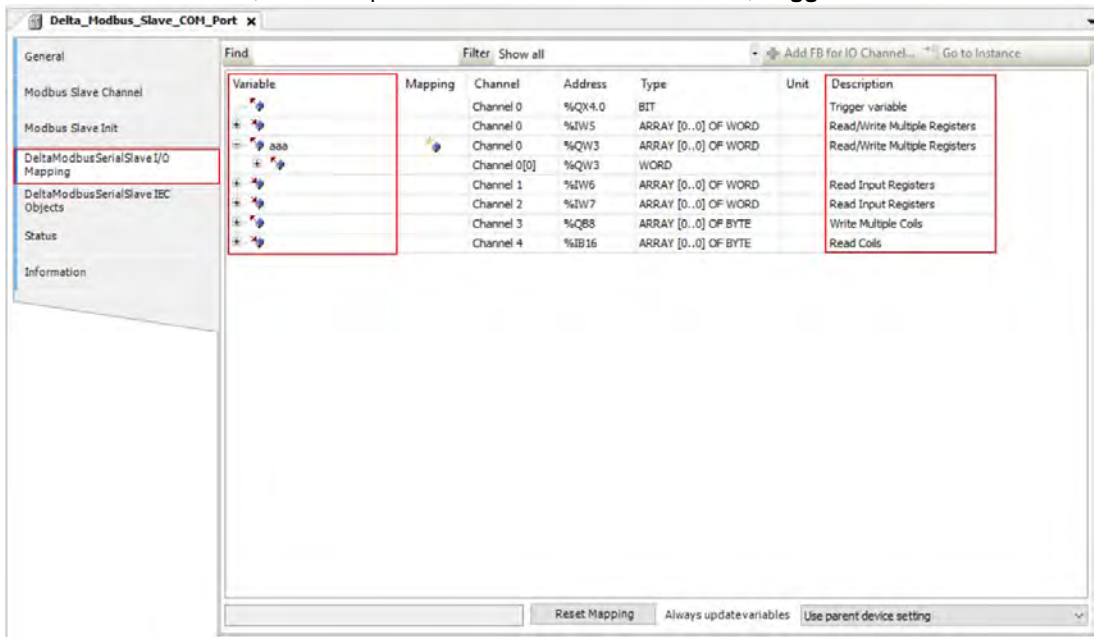 Delta_Modbus_Slave_COM_Port x
General
Modbus Slave Channel
Modbus Slave Init
DeltaModbusSerialSlave I/O
Mapping
DeltaModbusSerialSlave IEC
Objects
Status
Information
Find Filter Show all Add FB for IO Channel... Go to Instance
Variable Mapping Channel Address Type Unit Description
Channel 0 %QX4.0 BIT Trigger variable
Channel 0 %IW5 ARRAY [0..0] OF WORD Read/Write Multiple Registers
aaa Channel 0 %QW3 ARRAY [0..0] OF WORD Read/Write Multiple Registers
Channel 0[0] %QW3 WORD
Channel 1 %IW6 ARRAY [0..0] OF WORD Read Input Registers
Channel 2 %IW7 ARRAY [0..0] OF WORD Read Input Registers
Channel 3 %QB8 ARRAY [0..0] OF BYTE Write Multiple Coils
Channel 4 %IB16 ARRAY [0..0] OF BYTE Read Coils
Reset Mapping Always update variables Use parent device setting